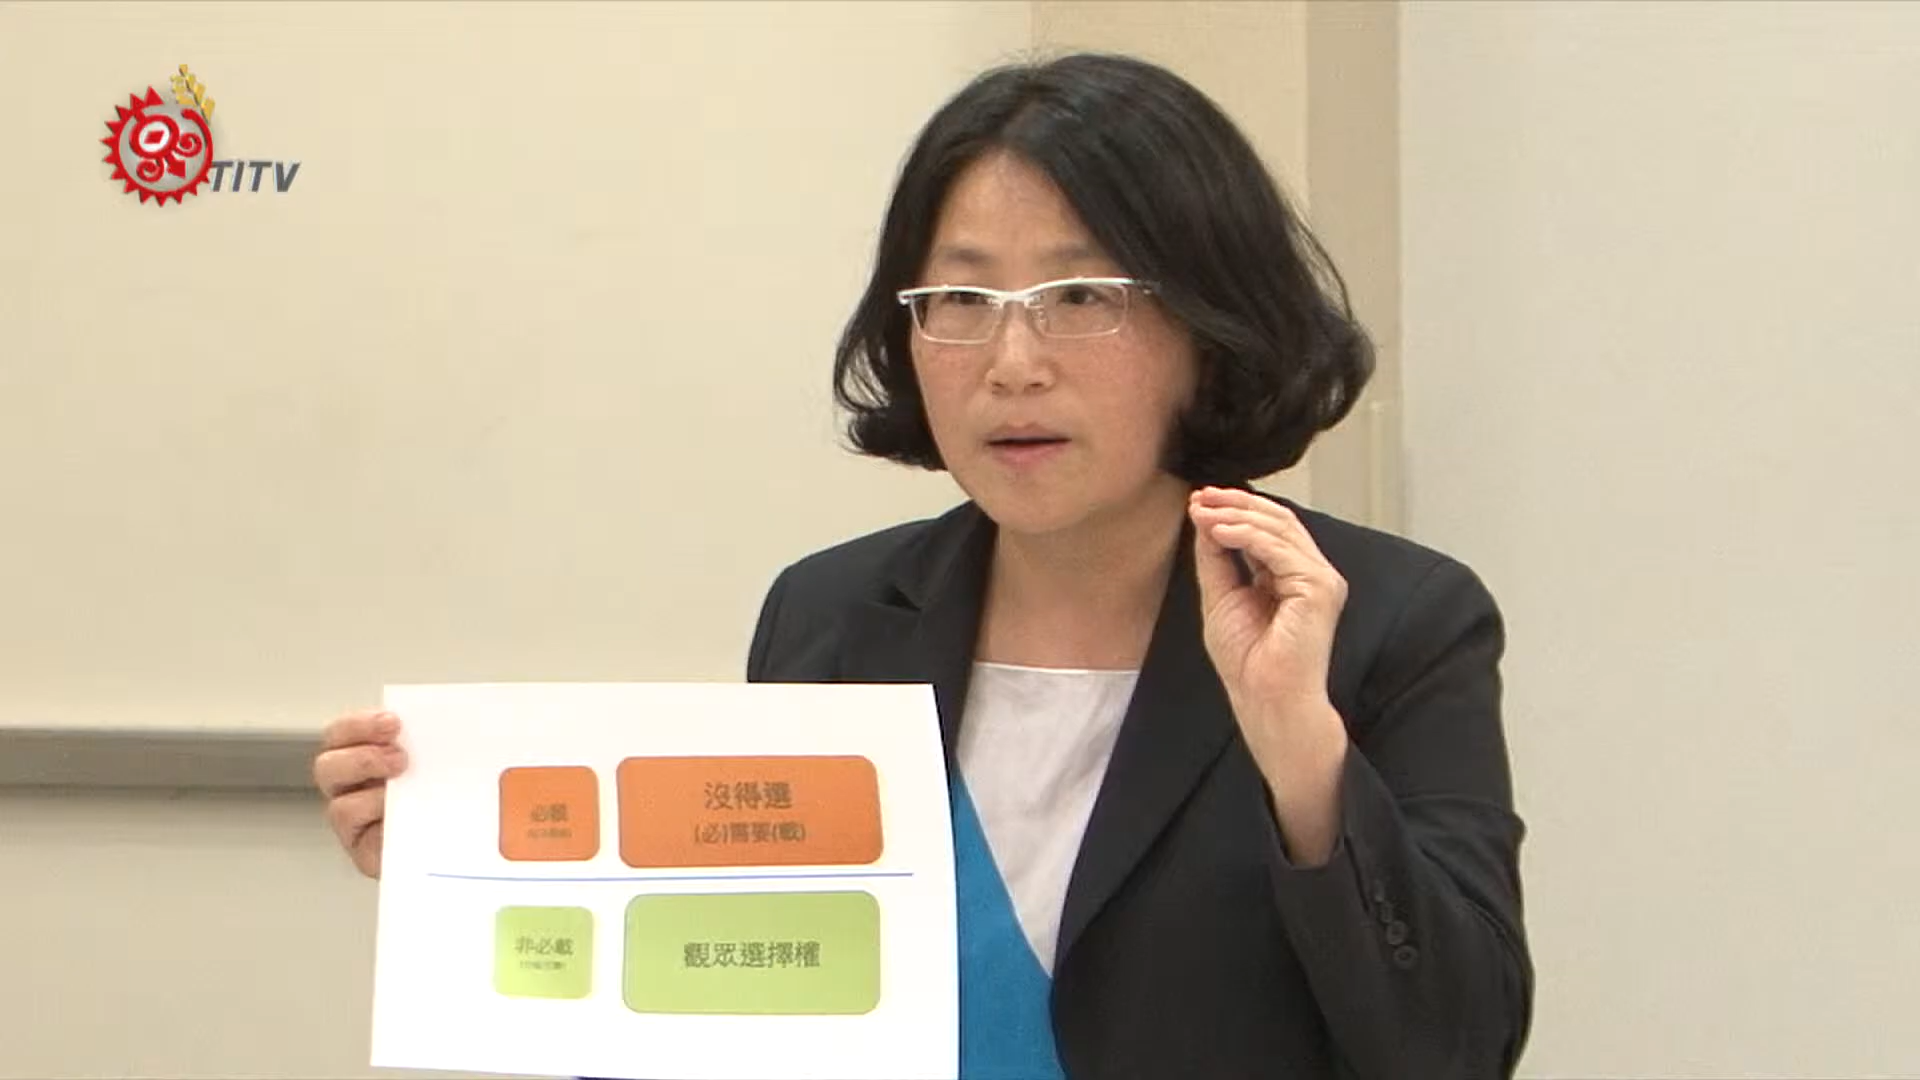 TITV
必載
沒得選
(必)需要(載)
非必載
觀眾選擇權